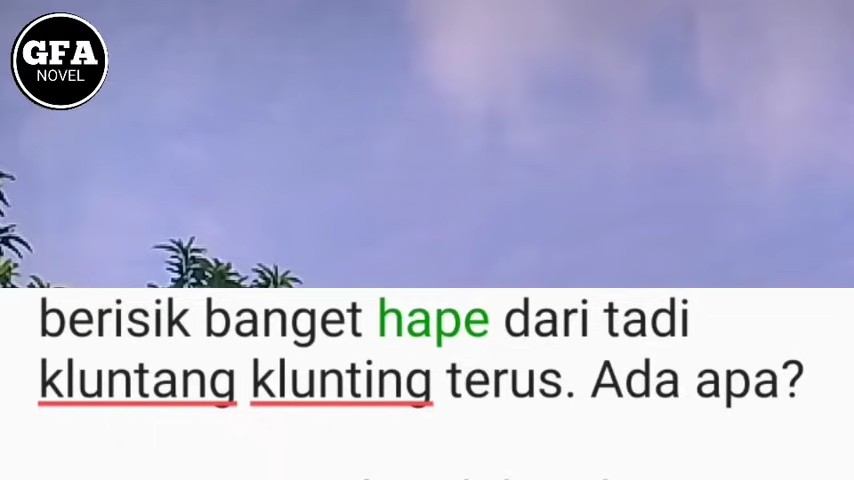 GFA
NOVEL
berisik banget hape dari tadi
kluntang klunting terus. Ada apa?